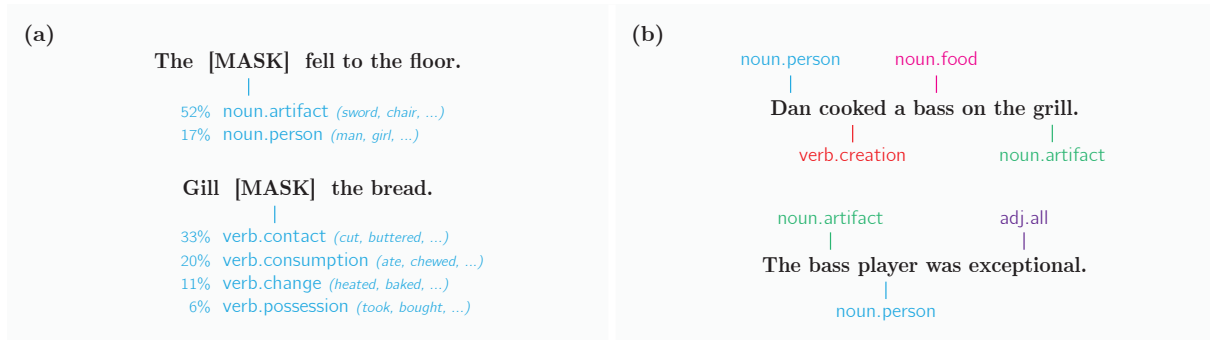 (a)
The [MASK] fell to the floor.
52% noun.artifact (sword, chair, ...)
17% noun.person (man, girl, ...)
Gill [MASK] the bread.
33% verb.contact (cut, buttered, ...)
20% verb.consumption (ate, chewed, ...)
11% verb.change (heated, baked, ...)
6% verb.possession (took, bought, ...)
(b)
noun.person noun.food
Dan cooked a bass on the grill.
verb.creation noun.artifact
noun.artifact adj.all
The bass player was exceptional.
noun.person